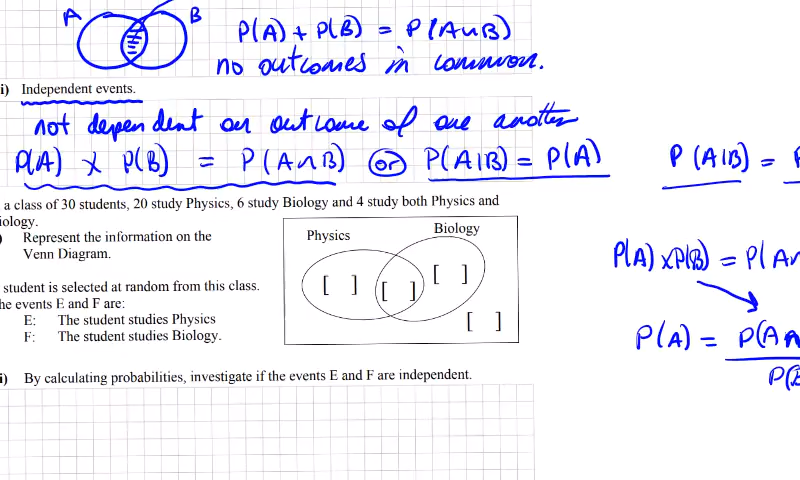 A B P(A) + P(B) = P(A∩B)
no outcomes in common.
i) Independent events.
not dependent on outcome of one another
P(A) × P(B) = P(A∩B) or P(A|B) = P(A) P(A|B) =
a class of 30 students, 20 study Physics, 6 study Biology and 4 study both Physics and
iology.
) Represent the information on the
Venn Diagram.
Physics Biology
[ ] [ ] [ ]
[ ]
student is selected at random from this class.
he events E and F are:
E: The student studies Physics
F: The student studies Biology.
P(A) × P(B) = P(A∩
P(A) = P(A∩
P(B
i) By calculating probabilities, investigate if the events E and F are independent.